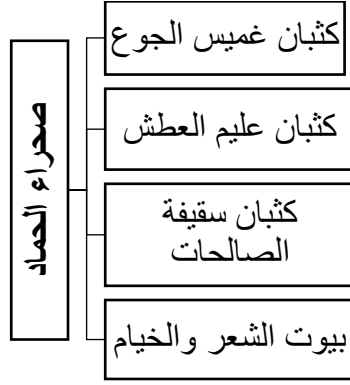 صحراء الحماد
كثبان غميس الجوع
كثبان عليم العطش
كثبان سقيفة
الصالحات
بيوت الشعر والخيام